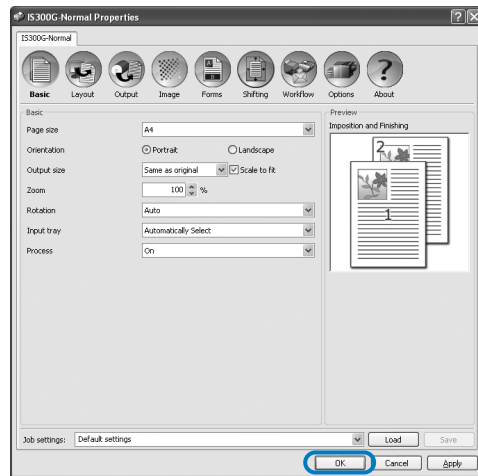 IS300G-Normal Properties
IS300G-Normal
Basic Layout Output Image Forms Shifting Workflow Options About
Basic
Page size A4
Orientation Portrait Landscape
Output size Same as original Scale to fit
Zoom 100 %
Rotation Auto
Input tray Automatically Select
Process On
Preview
Imposition and Finishing
2
1
Job settings: Default settings Load Save
OK Cancel Apply